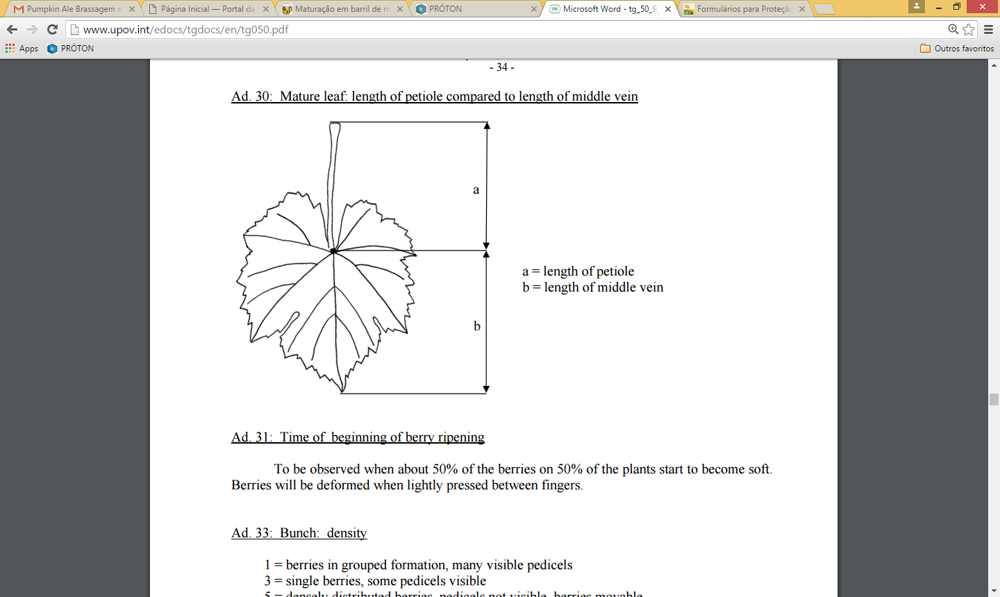 Pumpkin Ale Brassagem e
Página Inicial — Portal da
Maturação em barril de m
PRÓTON
Microsoft Word - tg_50_9
Formulários para Proteção
www.upov.int/edocs/tgdocs/en/tg050.pdf
Apps
PRÓTON
Outros favoritos
- 34 -
Ad. 30: Mature leaf: length of petiole compared to length of middle vein
a
a = length of petiole
b = length of middle vein
b
Ad. 31: Time of beginning of berry ripening
To be observed when about 50% of the berries on 50% of the plants start to become soft.
Berries will be deformed when lightly pressed between fingers.
Ad. 33: Bunch: density
1 = berries in grouped formation, many visible pedicels
3 = single berries, some pedicels visible
5 = densely distributed berries, pedicels not visible, berries movable